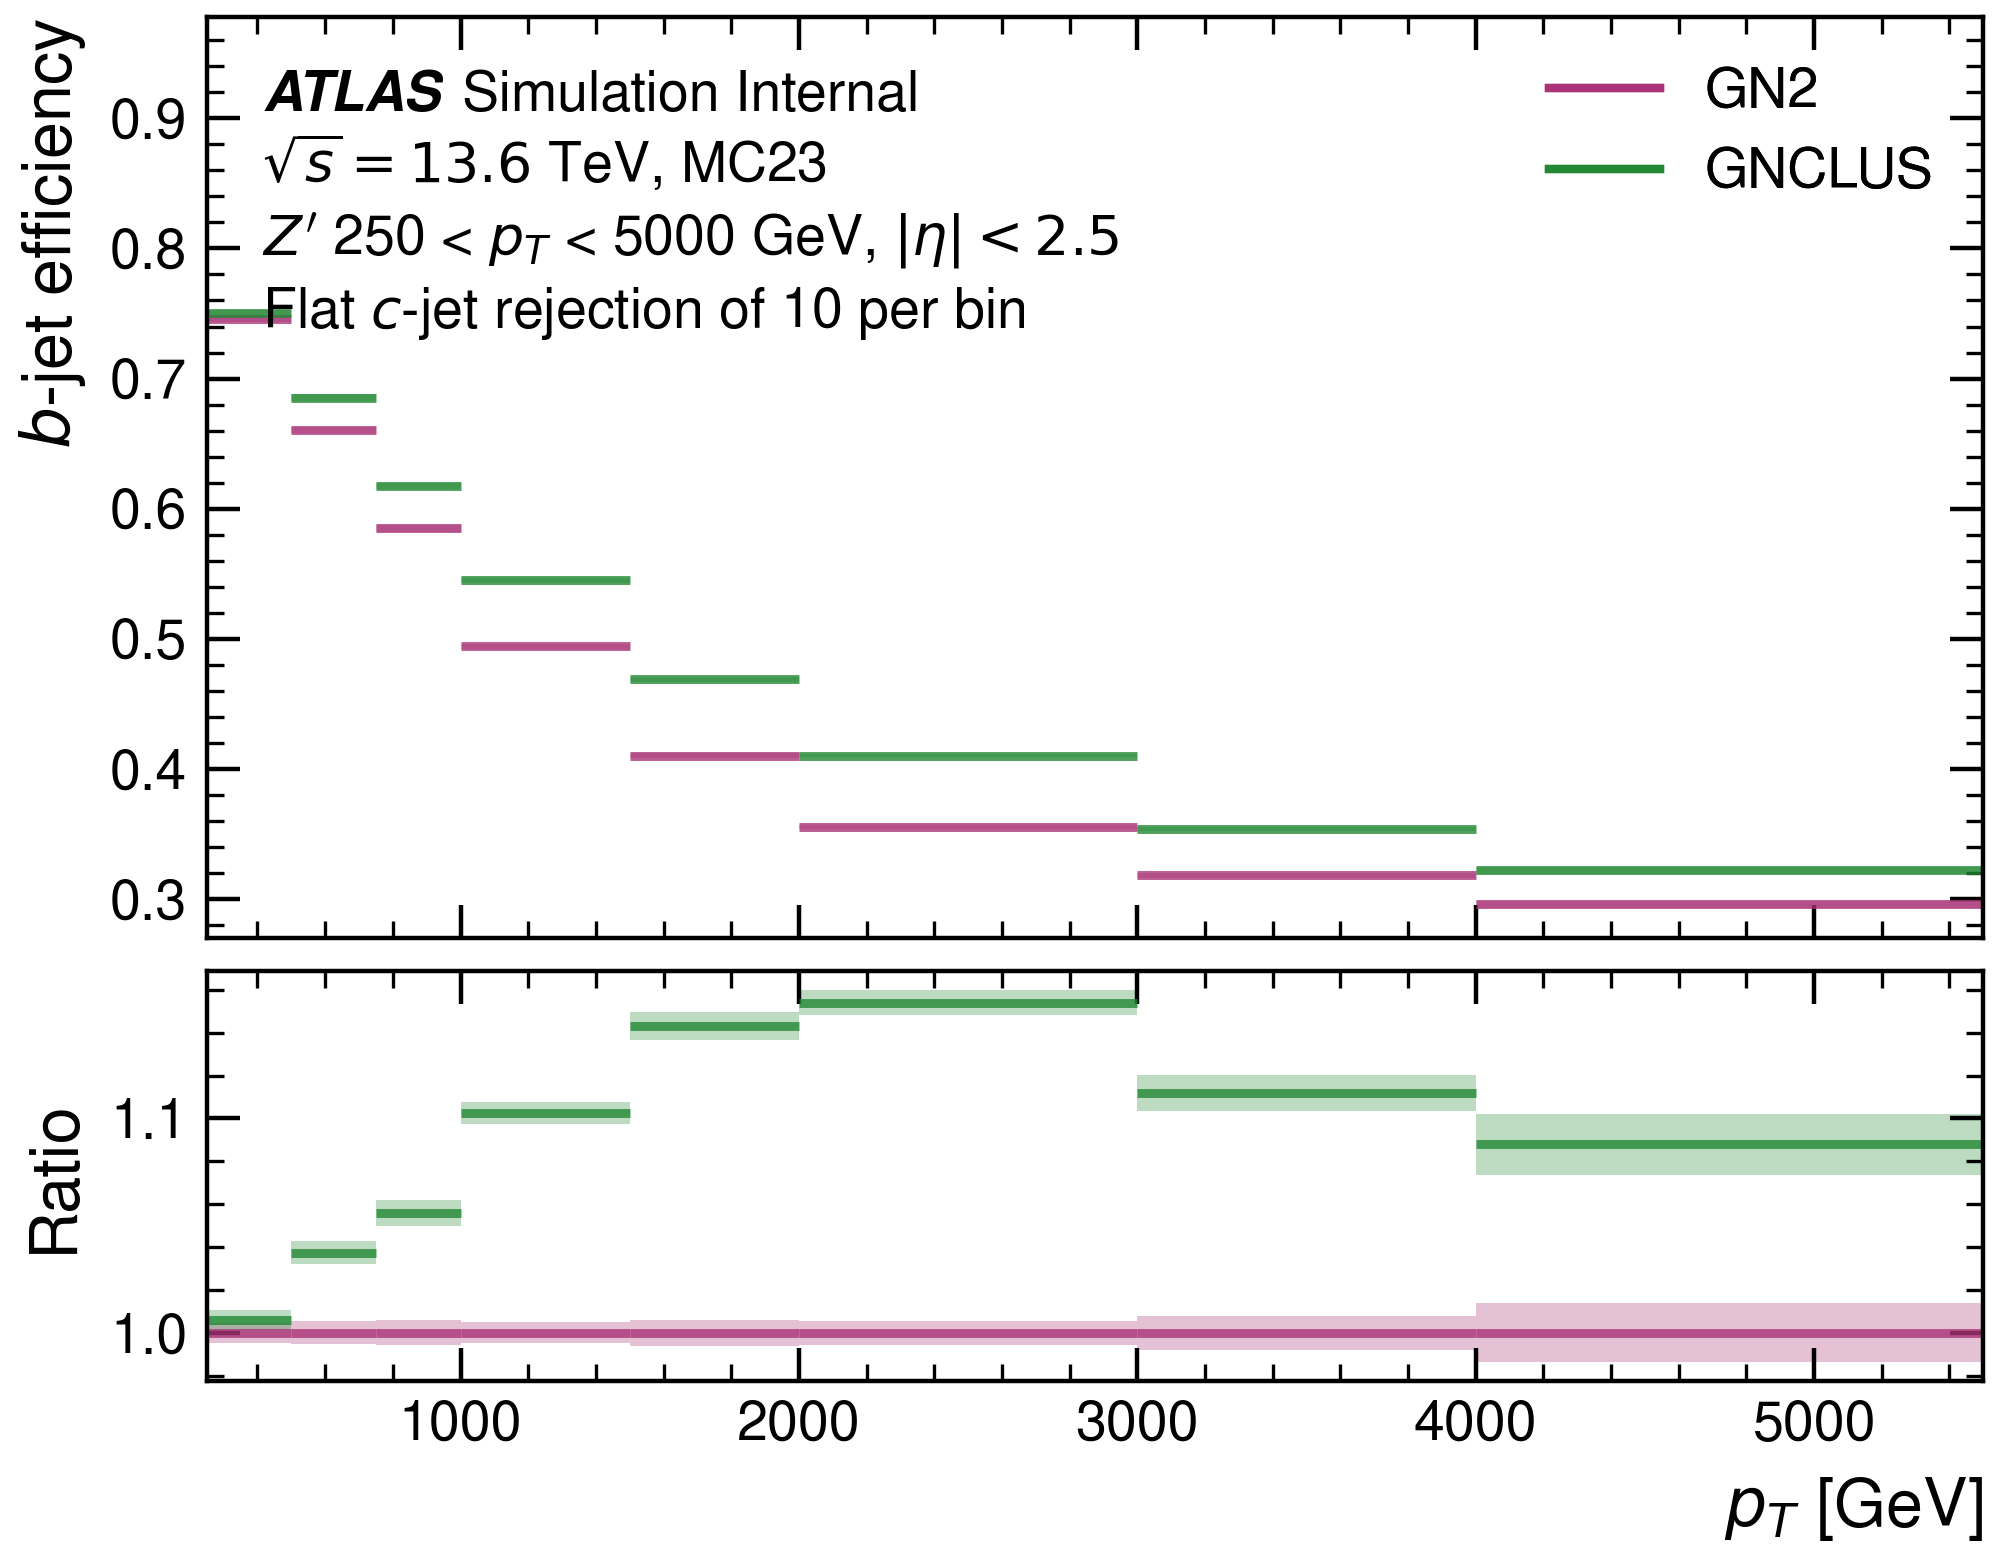 b-jet efficiency
0.9
0.8
0.7
0.6
0.5
0.4
0.3
ATLAS Simulation Internal
√s = 13.6 TeV, MC23
Z′ 250 < p_T < 5000 GeV, |η| < 2.5
Flat c-jet rejection of 10 per bin
GN2
GNCLUS
Ratio
1.1
1.0
1000 2000 3000 4000 5000
p_T [GeV]